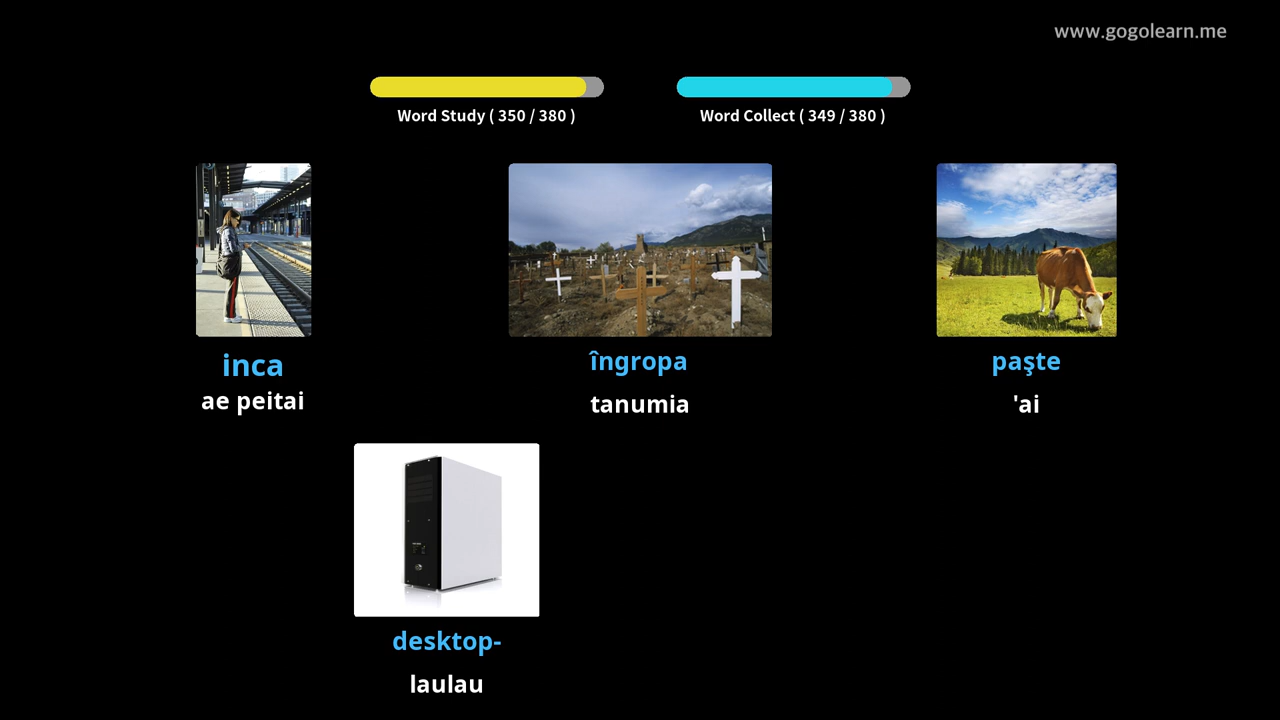 www.gogolearn.me
Word Study ( 350 / 380 )
Word Collect ( 349 / 380 )
inca
ae peitai
îngropa
tanumia
paşte
'ai
desktop-
laulau